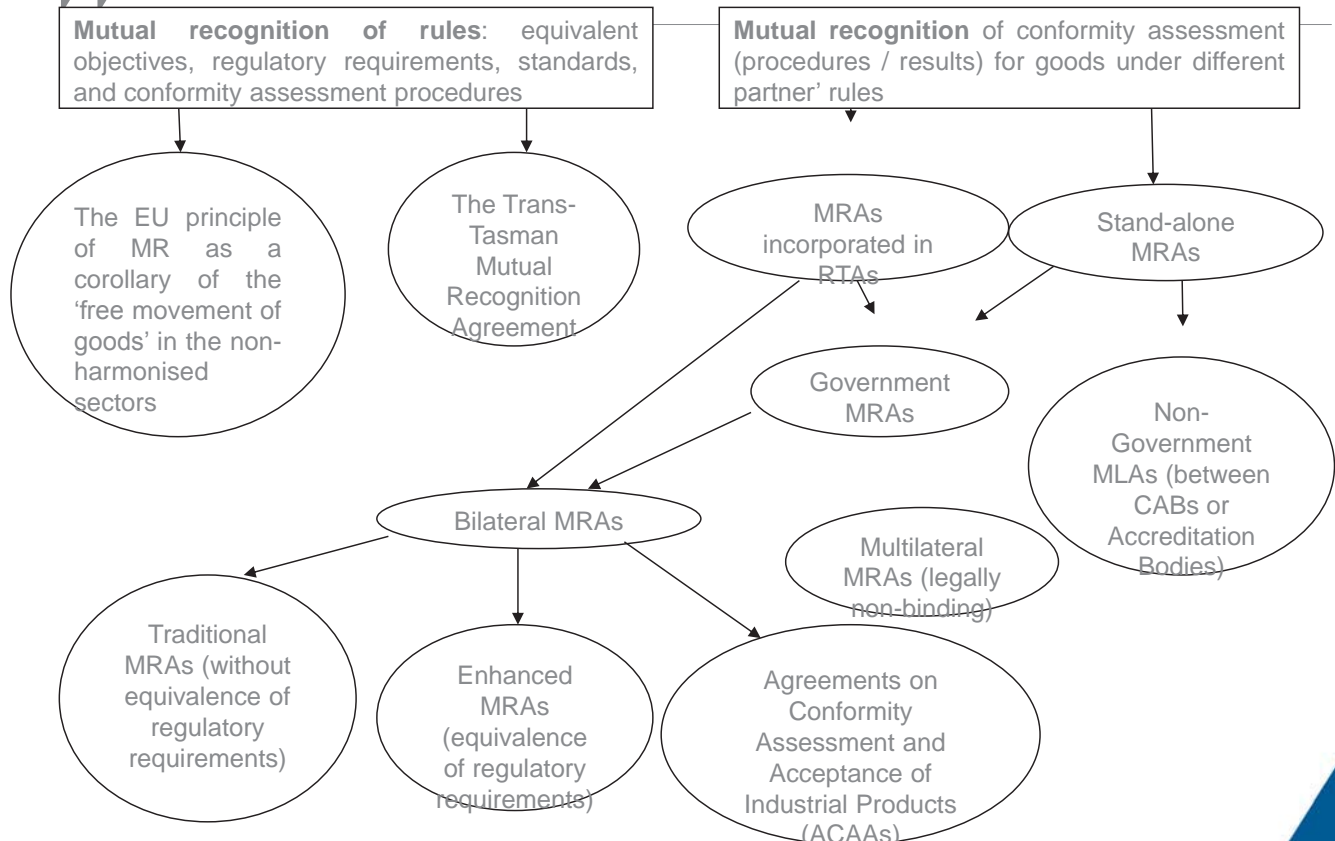 Mutual recognition of rules: equivalent
objectives, regulatory requirements, standards,
and conformity assessment procedures
Mutual recognition of conformity assessment
(procedures / results) for goods under different
partner’ rules
The EU principle
of MR as a
corollary of the
‘free movement of
goods’ in the non-
harmonised
sectors
The Trans-
Tasman
Mutual
Recognition
Agreement
MRAs
incorporated in
RTAs
Stand-alone
MRAs
Government
MRAs
Non-
Government
MLAs (between
CABs or
Accreditation
Bodies)
Bilateral MRAs
Multilateral
MRAs (legally
non-binding)
Traditional
MRAs (without
equivalence of
regulatory
requirements)
Enhanced
MRAs
(equivalence
of regulatory
requirements)
Agreements on
Conformity
Assessment and
Acceptance of
Industrial Products
(ACAAs)